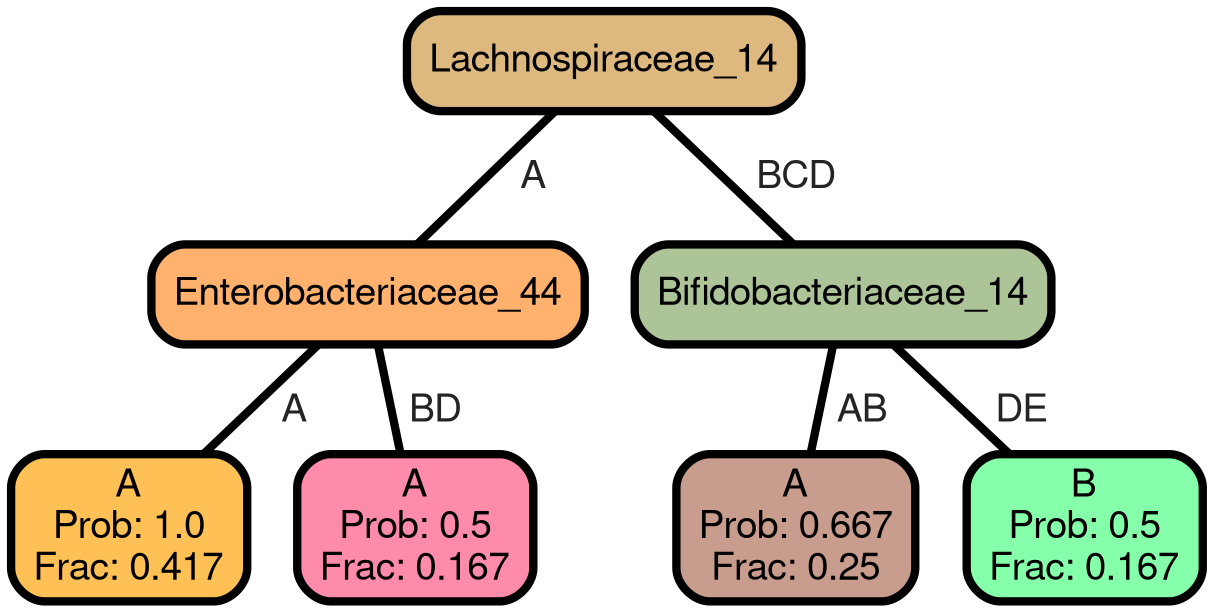 Lachnospiraceae_14
A
BCD
Enterobacteriaceae_44
Bifidobacteriaceae_14
A
BD
AB
DE
A
Prob: 1.0
Frac: 0.417
A
Prob: 0.5
Frac: 0.167
A
Prob: 0.667
Frac: 0.25
B
Prob: 0.5
Frac: 0.167